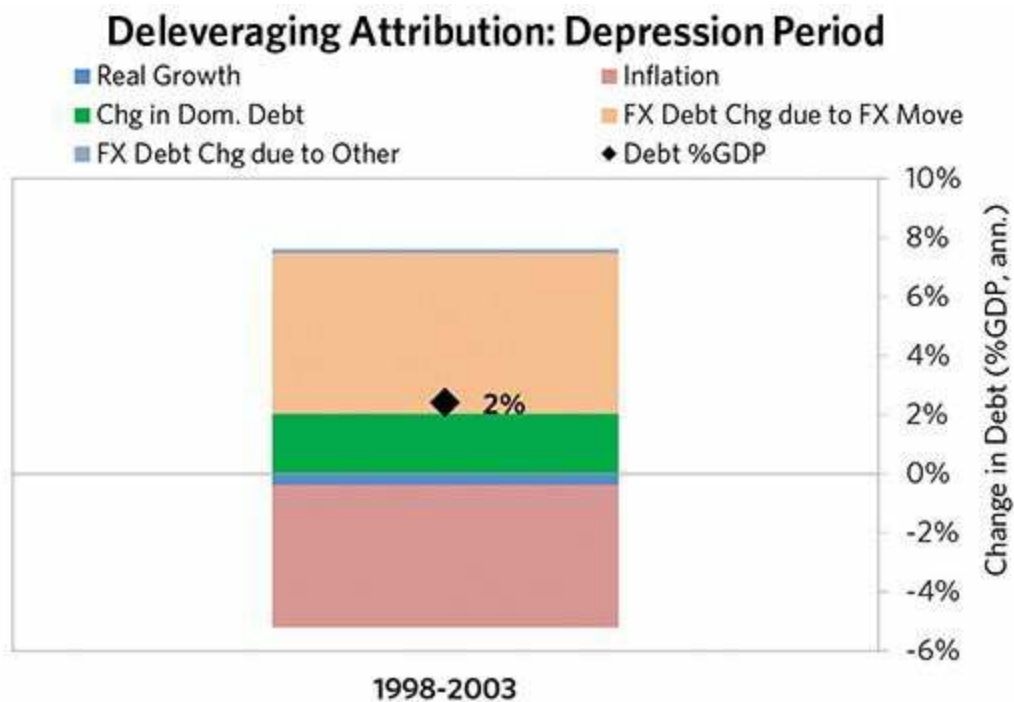 Deleveraging Attribution: Depression Period
Real Growth
Inflation
Chg in Dom. Debt
FX Debt Chg due to FX Move
FX Debt Chg due to Other
Debt %GDP
10%
8%
6%
4%
2%
0%
-2%
-4%
-6%
Change in Debt (%GDP, ann.)
2%
1998-2003